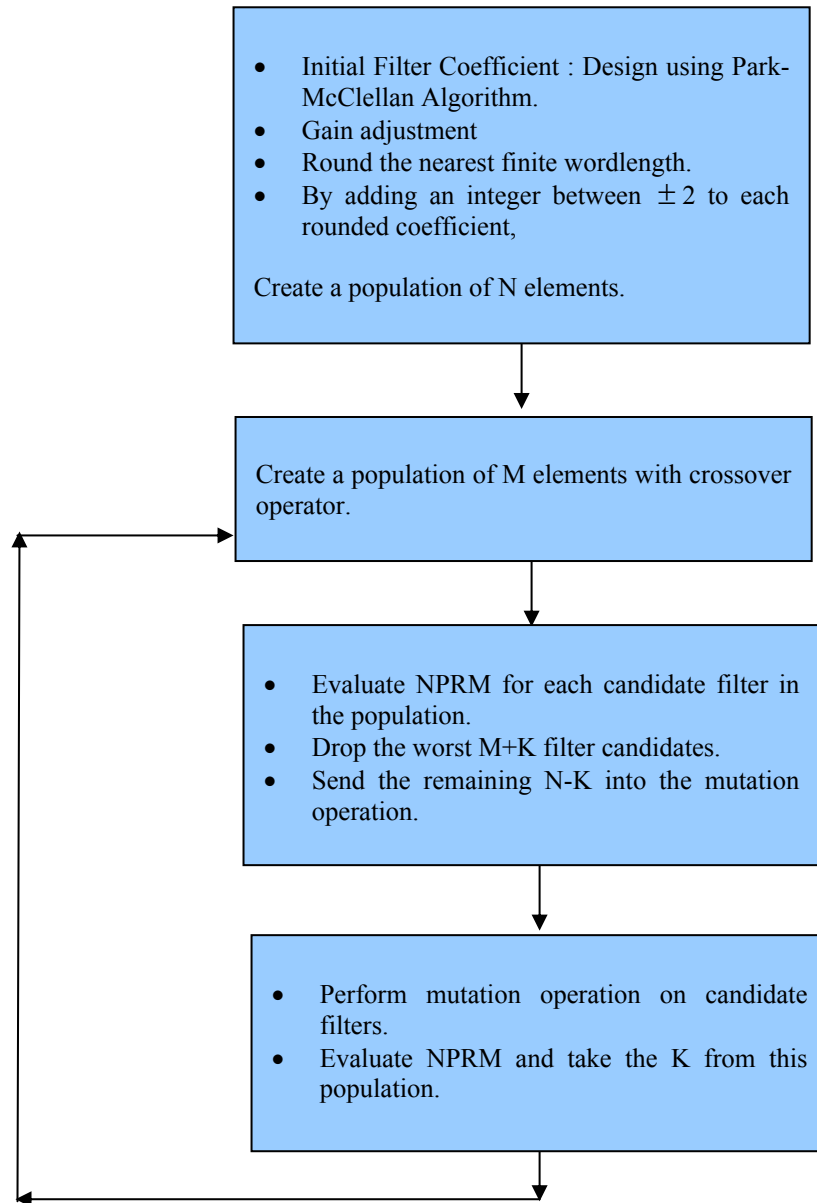 • Initial Filter Coefficient : Design using Park-
McClellan Algorithm.
• Gain adjustment
• Round the nearest finite wordlength.
• By adding an integer between ± 2 to each
rounded coefficient,
Create a population of N elements.
Create a population of M elements with crossover
operator.
• Evaluate NPRM for each candidate filter in
the population.
• Drop the worst M+K filter candidates.
• Send the remaining N-K into the mutation
operation.
• Perform mutation operation on candidate
filters.
• Evaluate NPRM and take the K from this
population.